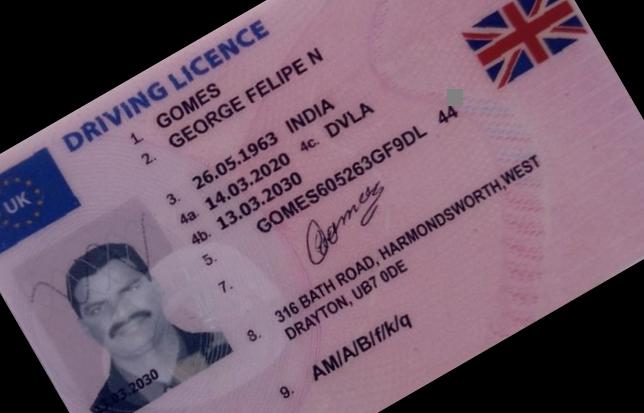 DRIVING LICENCE
UK
1. GOMES
2. GEORGE FELIPE N
3. 26.05.1963 INDIA
4a 14.03.2020 4c. DVLA
4b. 13.03.2030
5. GOMES605263GF9DL 44
7. Gomes
8. 316 BATH ROAD, HARMONDSWORTH,WEST
DRAYTON, UB7 0DE
9. AM/A/B/f/k/q
03.2030